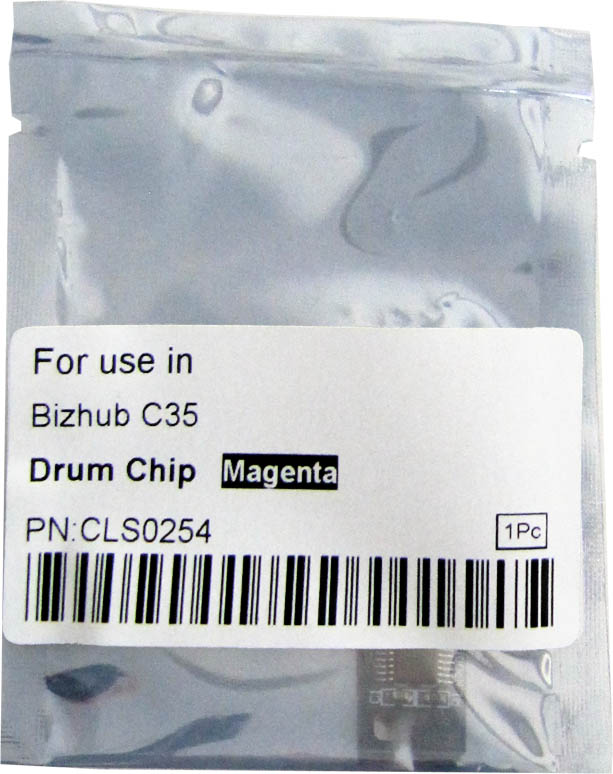 For use in
Bizhub C35
Drum Chip Magenta
PN:CLS0254 1Pc